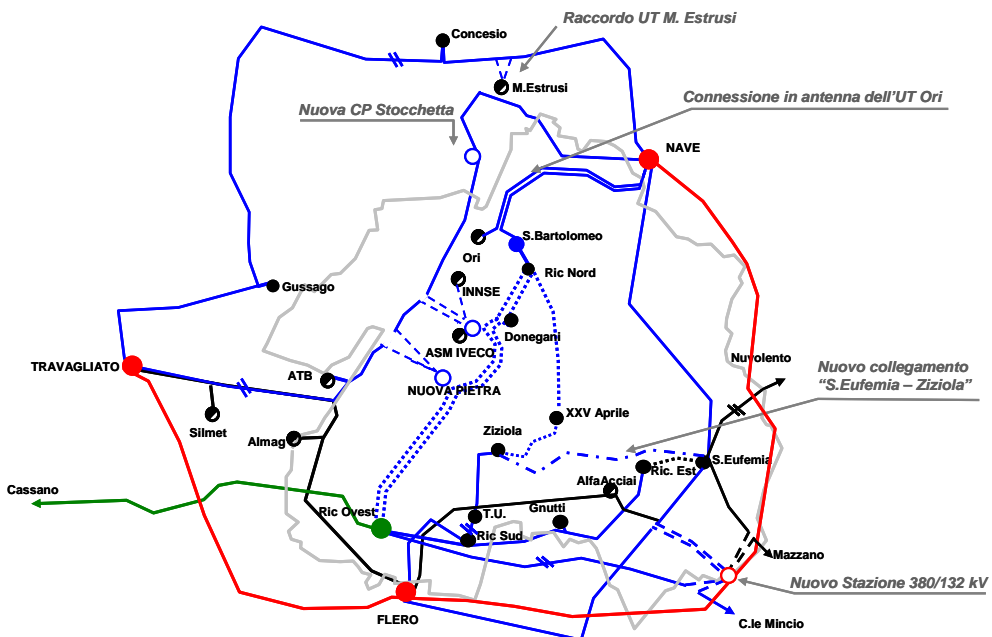 Raccordo UT M. Estrusi
Concesio
M.Estrusi
Nuova CP Stocchetta
Connessione in antenna dell'UT Ori
NAVE
S.Bartolomeo
Ori
Ric Nord
INNSE
Gussago
Donegani
ASM IVECO
TRAVAGLIATO
ATB
NUOVA PIETRA
Nuvolento
Nuovo collegamento
"S.Eufemia – Ziziola"
Silmet
Almag
XXV Aprile
Ziziola
Ric. Est
S.Eufemia
AlfaAcciai
Cassano
Ric Ovest
T.U.
Gnutti
Ric Sud
Mazzano
Nuovo Stazione 380/132 kV
FLERO
C.le Mincio